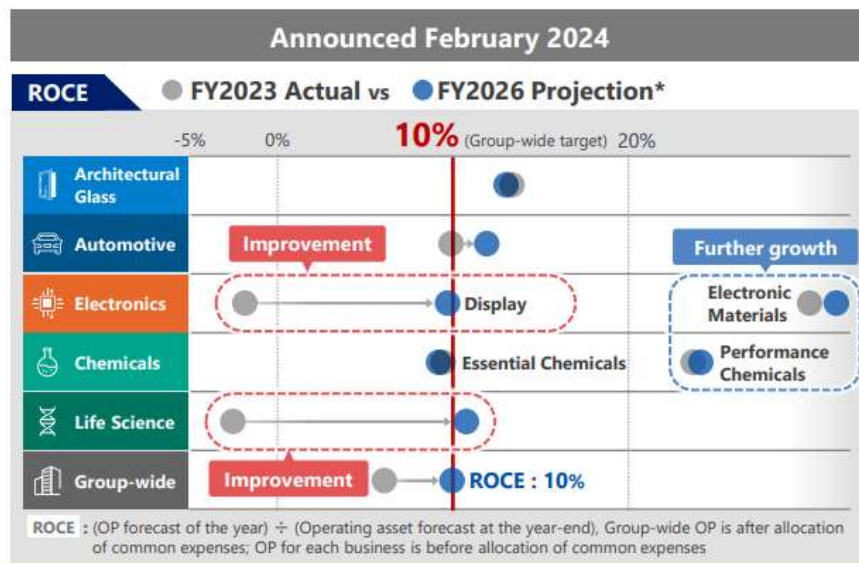 Announced February 2024
ROCE
FY2023 Actual vs FY2026 Projection*
-5% 0% 10% (Group-wide target) 20%
Architectural
Glass
Automotive
Improvement
Further growth
Electronics
Display
Electronic
Materials
Chemicals
Essential Chemicals
Performance
Chemicals
Life Science
Group-wide
Improvement
ROCE : 10%
ROCE : (OP forecast of the year) ÷ (Operating asset forecast at the year-end), Group-wide OP is after allocation
of common expenses; OP for each business is before allocation of common expenses